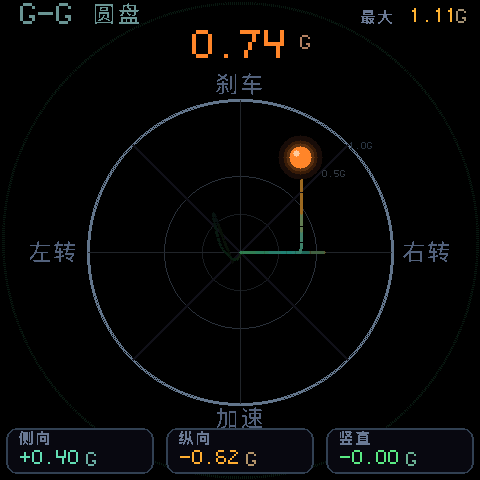 G-G 圆盘
最大 1.11G
0.74 G
刹车
1.0G
0.5G
左转
右转
加速
侧向
+0.40 G
纵向
-0.62 G
竖直
-0.00 G